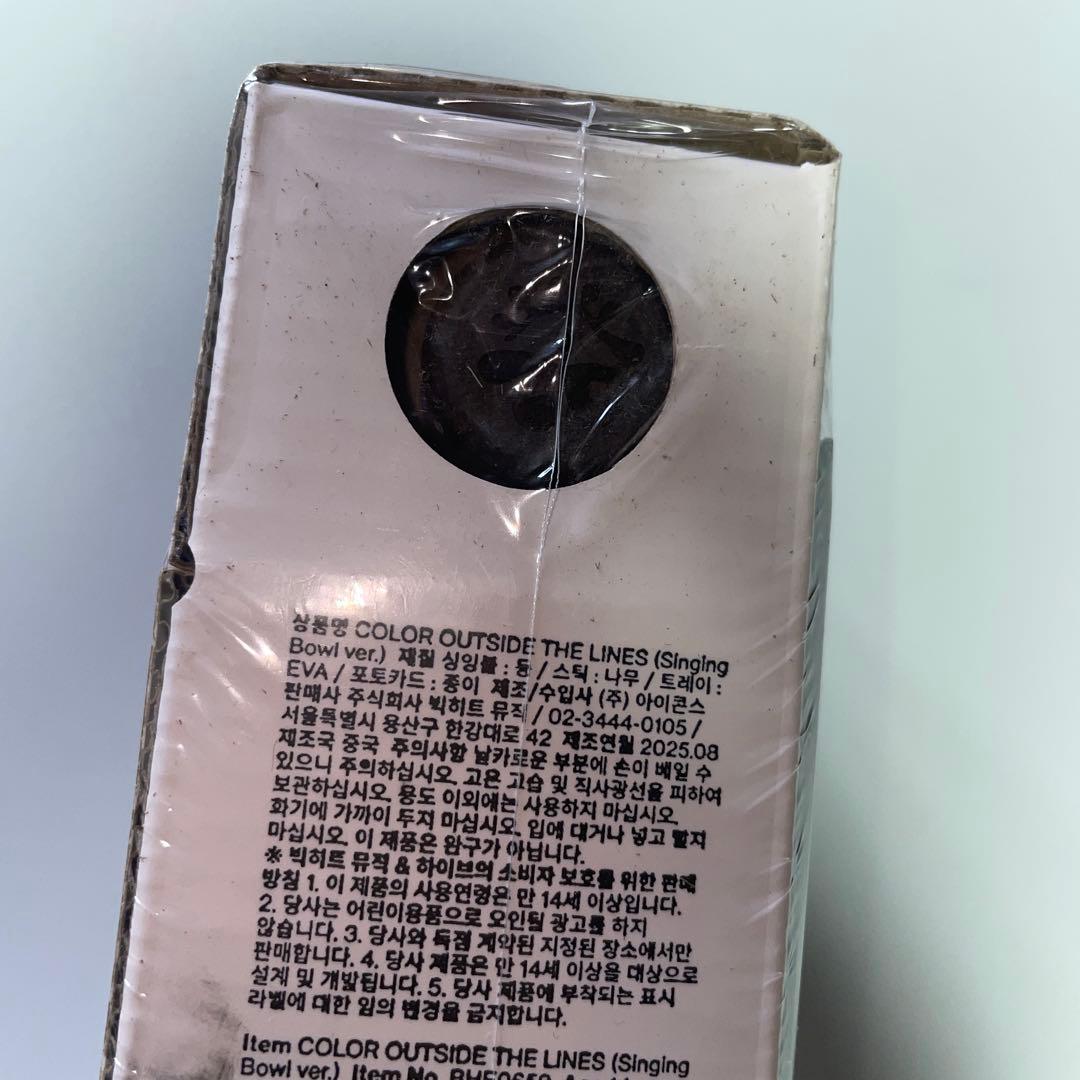 상품명 COLOR OUTSIDE THE LINES (Singing
Bowl ver.) 재질 싱잉볼 : 동 / 스틱 : 나무 / 트레이 :
EVA / 포토카드 : 종이 제조/수입사 (주) 아이콘스
판매사 주식회사 빅히트 뮤직 / 02-3444-0105 /
서울특별시 용산구 한강대로 42 제조연월 2025.08
제조국 중국 주의사항 날카로운 부분에 손이 베일 수
있으니 주의하십시오. 고온 고습 및 직사광선을 피하여
보관하십시오. 용도 이외에는 사용하지 마십시오.
화기에 가까이 두지 마십시오. 입에 대거나 넣고 빨지
마십시오. 이 제품은 완구가 아닙니다.
※ 빅히트 뮤직 & 하이브의 소비자 보호를 위한 판매
방침 1. 이 제품의 사용연령은 만 14세 이상입니다.
2. 당사는 어린이용품으로 오인될 광고를 하지
않습니다. 3. 당사와 독점 계약된 지정된 장소에서만
판매합니다. 4. 당사 제품은 만 14세 이상을 대상으로
설계 및 개발됩니다. 5. 당사 제품에 부착되는 표시
라벨에 대한 임의 변경을 금지합니다.
Item COLOR OUTSIDE THE LINES (Singing
Bowl ver.) Item No.